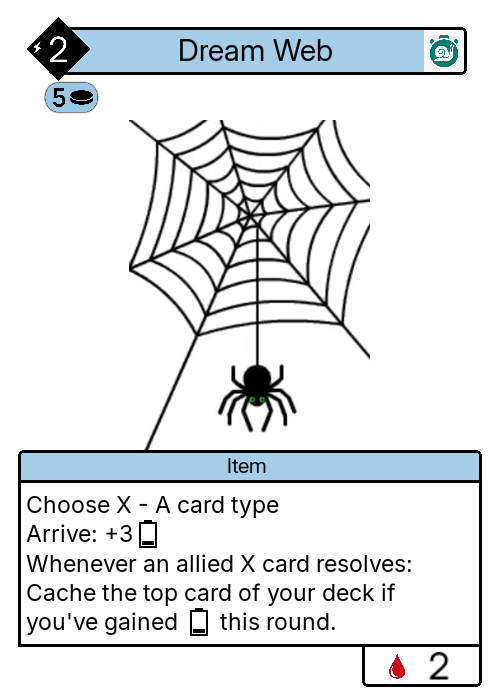 2
Dream Web
5
Item
Choose X - A card type
Arrive: +3
Whenever an allied X card resolves:
Cache the top card of your deck if
you've gained this round.
2